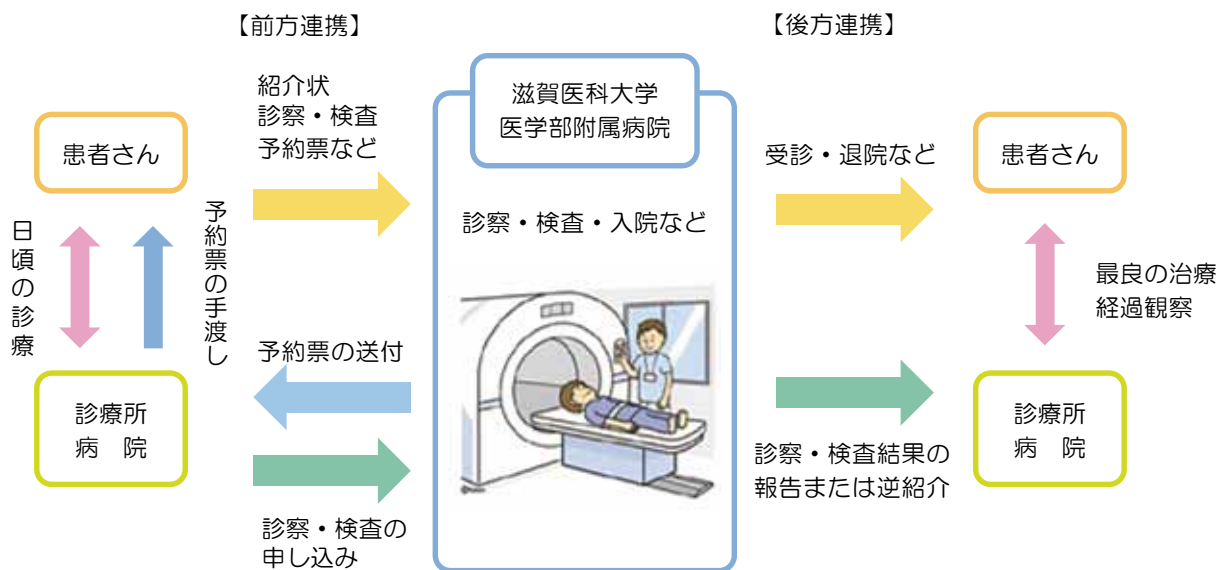 【前方連携】
【後方連携】
紹介状
診察・検査
予約票など
滋賀医科大学
医学部附属病院
患者さん
受診・退院など
患者さん
日頃の診療
予約票の手渡し
診察・検査・入院など
最良の治療
経過観察
予約票の送付
診療所
病　院
診察・検査の
申し込み
診察・検査結果の
報告または逆紹介
診療所
病　院